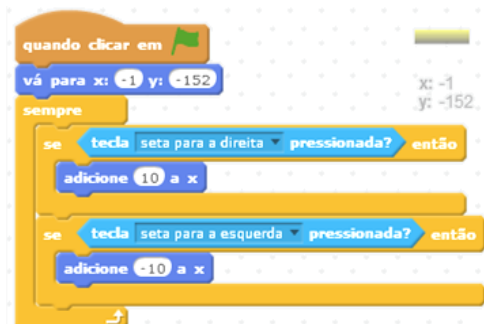 quando clicar em
vá para x: -1 y: -152
x: -1
y: -152
sempre
se tecla seta para a direita pressionada? então
adicione 10 a x
se tecla seta para a esquerda pressionada? então
adicione -10 a x